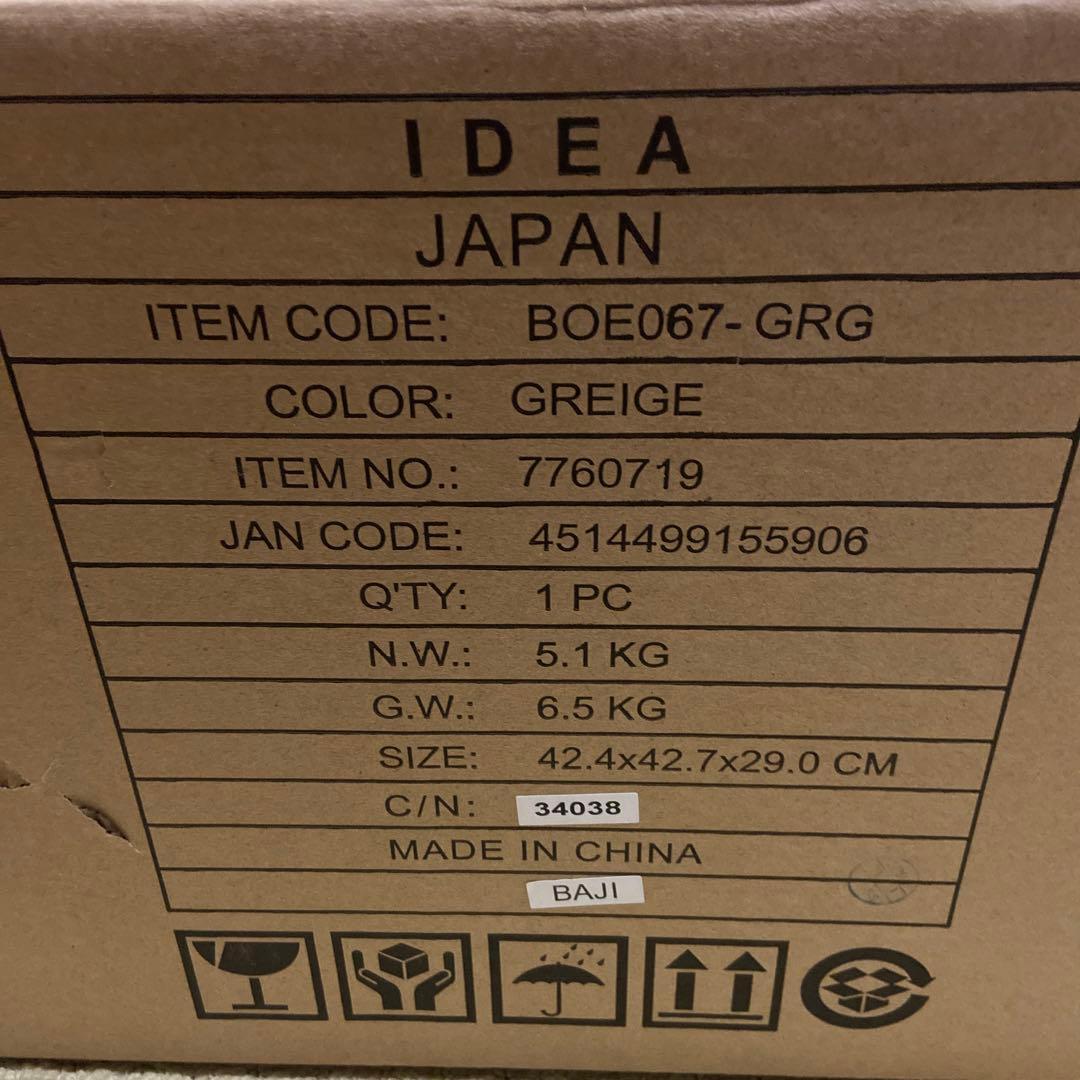 IDEA
JAPAN
ITEM CODE: BOE067-GRG
COLOR: GREIGE
ITEM NO.: 7760719
JAN CODE: 4514499155906
Q'TY: 1 PC
N.W.: 5.1 KG
G.W.: 6.5 KG
SIZE: 42.4x42.7x29.0 CM
C/N: 34038
MADE IN CHINA
BAJI